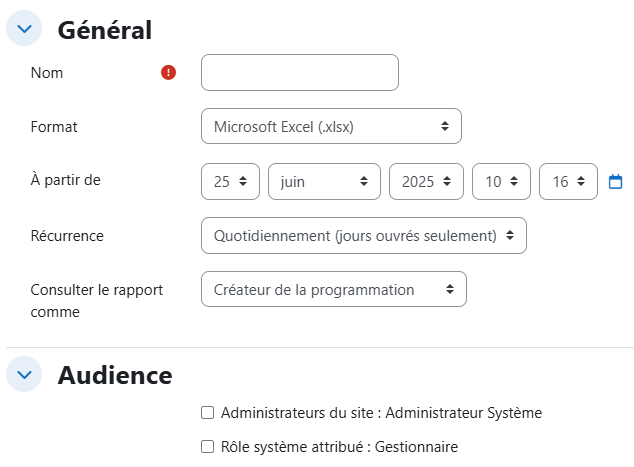 Général
Nom
Format Microsoft Excel (.xlsx)
À partir de 25 juin 2025 10 16
Récurrence Quotidiennement (jours ouvrés seulement)
Consulter le rapport Créateur de la programmation
comme
Audience
Administrateurs du site : Administrateur Système
Rôle système attribué : Gestionnaire